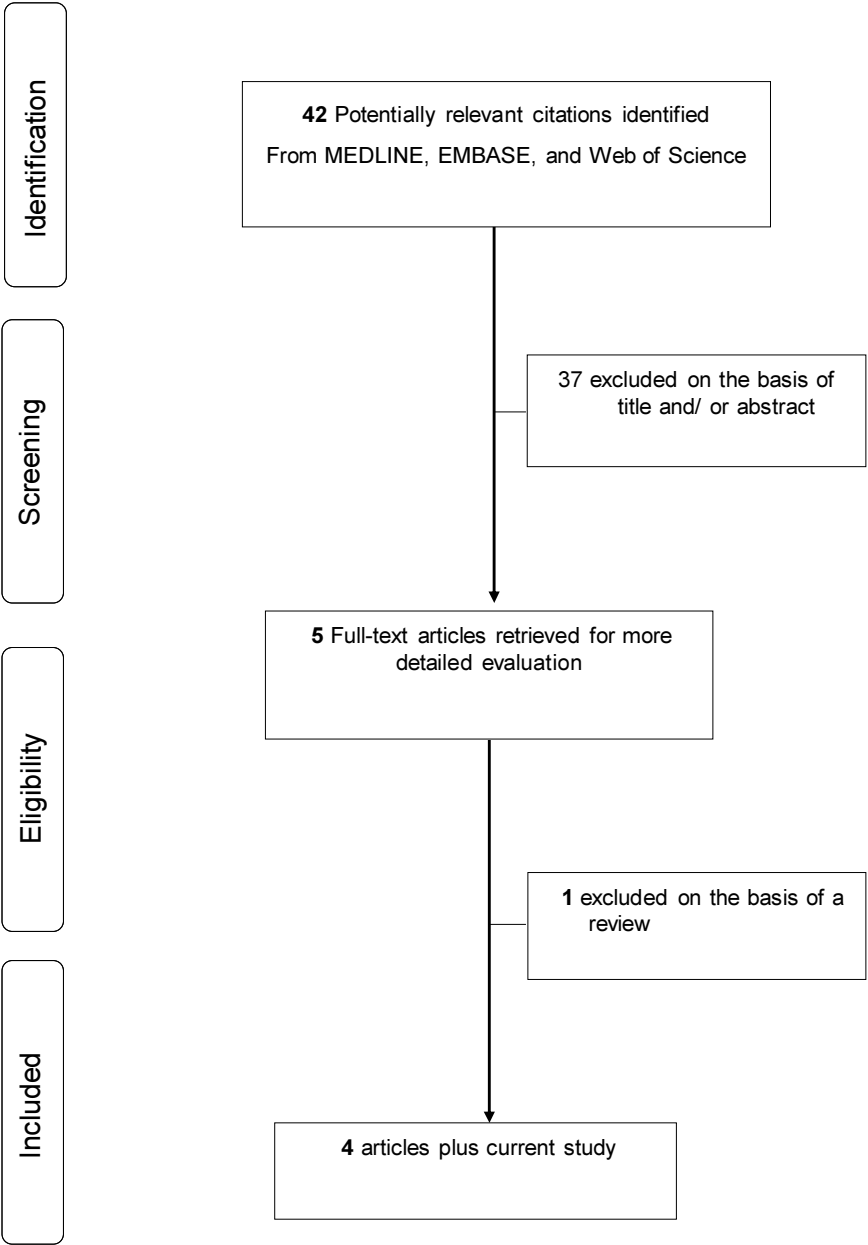 Identification
42 Potentially relevant citations identified
From MEDLINE, EMBASE, and Web of Science
Screening
37 excluded on the basis of
title and/ or abstract
5 Full-text articles retrieved for more
detailed evaluation
Eligibility
1 excluded on the basis of a
review
Included
4 articles plus current study